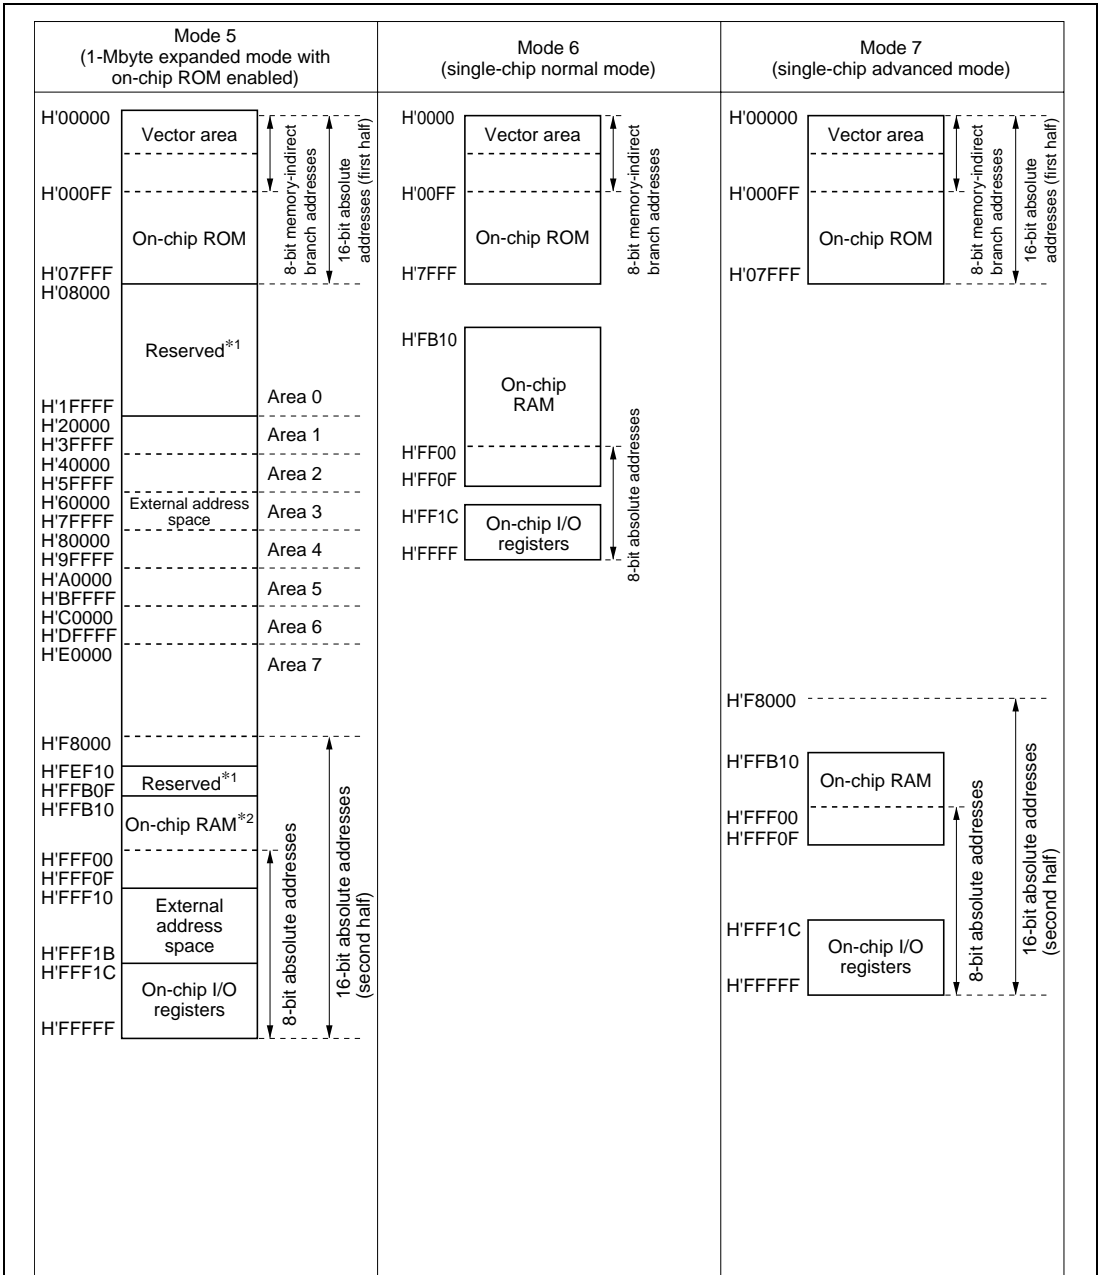 Mode 5
(1-Mbyte expanded mode with
on-chip ROM enabled)
H'00000
Vector area
H'000FF
On-chip ROM
H'07FFF
H'08000
8-bit memory-indirect
branch addresses
16-bit absolute
addresses (first half)
Reserved*1
H'1FFFF
Area 0
H'20000
H'3FFFF
Area 1
H'40000
H'5FFFF
Area 2
H'60000
H'7FFFF
External address
space
Area 3
H'80000
H'9FFFF
Area 4
H'A0000
H'BFFFF
Area 5
H'C0000
H'DFFFF
Area 6
H'E0000
Area 7
H'F8000
H'FEF10
H'FFB0F
Reserved*1
H'FFB10
On-chip RAM*2
H'FFF00
H'FFF0F
H'FFF10
External
address
space
H'FFF1B
H'FFF1C
On-chip I/O
registers
H'FFFFF
8-bit absolute addresses
16-bit absolute addresses
(second half)
Mode 6
(single-chip normal mode)
H'0000
Vector area
H'00FF
On-chip ROM
H'7FFF
8-bit memory-indirect
branch addresses
H'FB10
On-chip
RAM
H'FF00
H'FF0F
H'FF1C
On-chip I/O
registers
H'FFFF
8-bit absolute addresses
Mode 7
(single-chip advanced mode)
H'00000
Vector area
H'000FF
On-chip ROM
H'07FFF
8-bit memory-indirect
branch addresses
16-bit absolute
addresses (first half)
H'F8000
H'FFB10
On-chip RAM
H'FFF00
H'FFF0F
H'FFF1C
On-chip I/O
registers
H'FFFFF
8-bit absolute addresses
16-bit absolute addresses
(second half)